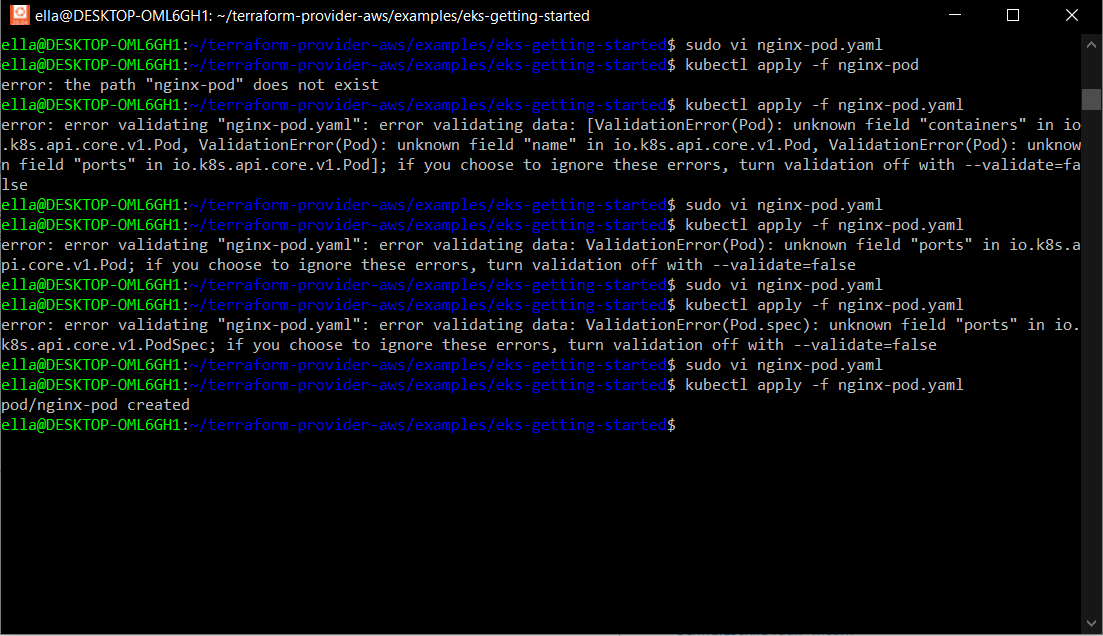 ella@DESKTOP-OML6GH1: ~/terraform-provider-aws/examples/eks-getting-started
ella@DESKTOP-OML6GH1:~/terraform-provider-aws/examples/eks-getting-started$ sudo vi nginx-pod.yaml
ella@DESKTOP-OML6GH1:~/terraform-provider-aws/examples/eks-getting-started$ kubectl apply -f nginx-pod
error: the path "nginx-pod" does not exist
ella@DESKTOP-OML6GH1:~/terraform-provider-aws/examples/eks-getting-started$ kubectl apply -f nginx-pod.yaml
error: error validating "nginx-pod.yaml": error validating data: [ValidationError(Pod): unknown field "containers" in io
.k8s.api.core.v1.Pod, ValidationError(Pod): unknown field "name" in io.k8s.api.core.v1.Pod, ValidationError(Pod): unknow
n field "ports" in io.k8s.api.core.v1.Pod]; if you choose to ignore these errors, turn validation off with --validate=fa
lse
ella@DESKTOP-OML6GH1:~/terraform-provider-aws/examples/eks-getting-started$ sudo vi nginx-pod.yaml
ella@DESKTOP-OML6GH1:~/terraform-provider-aws/examples/eks-getting-started$ kubectl apply -f nginx-pod.yaml
error: error validating "nginx-pod.yaml": error validating data: ValidationError(Pod): unknown field "ports" in io.k8s.a
pi.core.v1.Pod; if you choose to ignore these errors, turn validation off with --validate=false
ella@DESKTOP-OML6GH1:~/terraform-provider-aws/examples/eks-getting-started$ sudo vi nginx-pod.yaml
ella@DESKTOP-OML6GH1:~/terraform-provider-aws/examples/eks-getting-started$ kubectl apply -f nginx-pod.yaml
error: error validating "nginx-pod.yaml": error validating data: ValidationError(Pod.spec): unknown field "ports" in io.
k8s.api.core.v1.PodSpec; if you choose to ignore these errors, turn validation off with --validate=false
ella@DESKTOP-OML6GH1:~/terraform-provider-aws/examples/eks-getting-started$ sudo vi nginx-pod.yaml
ella@DESKTOP-OML6GH1:~/terraform-provider-aws/examples/eks-getting-started$ kubectl apply -f nginx-pod.yaml
pod/nginx-pod created
ella@DESKTOP-OML6GH1:~/terraform-provider-aws/examples/eks-getting-started$